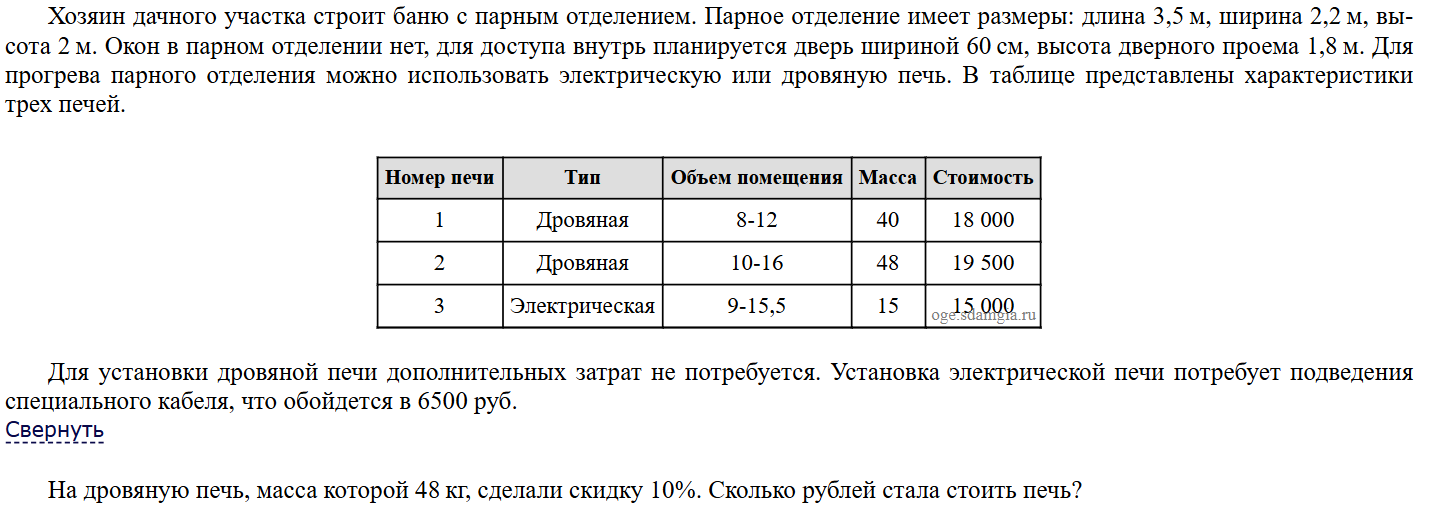 Хозяин дачного участка строит баню с парным отделением. Парное отделение имеет размеры: длина 3,5 м, ширина 2,2 м, вы-
сота 2 м. Окон в парном отделении нет, для доступа внутрь планируется дверь шириной 60 см, высота дверного проема 1,8 м. Для
прогрева парного отделения можно использовать электрическую или дровяную печь. В таблице представлены характеристики
трех печей.
Номер печи Тип Объем помещения Масса Стоимость
1 Дровяная 8-12 40 18 000
2 Дровяная 10-16 48 19 500
3 Электрическая 9-15,5 15 15 000
oge.sdamgia.ru
Для установки дровяной печи дополнительных затрат не потребуется. Установка электрической печи потребует подведения
специального кабеля, что обойдется в 6500 руб.
Свернуть
На дровяную печь, масса которой 48 кг, сделали скидку 10%. Сколько рублей стала стоить печь?